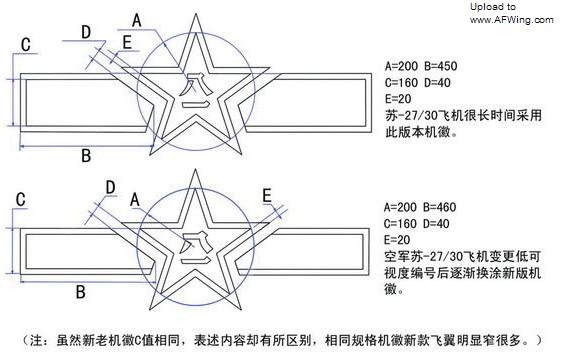 Upload to
www.AFWing.com
A
D
E
C
B
八一
A=200 B=450
C=160 D=40
E=20
苏-27/30飞机很长时间采用
此版本机徽。
D
A
E
C
B
八一
A=200 B=460
C=160 D=40
E=20
空军苏-27/30飞机变更低可
视度编号后逐渐换涂新版机
徽。
（注：虽然新老机徽C值相同，表述内容却有所区别，相同规格机徽新款飞翼明显窄很多。）